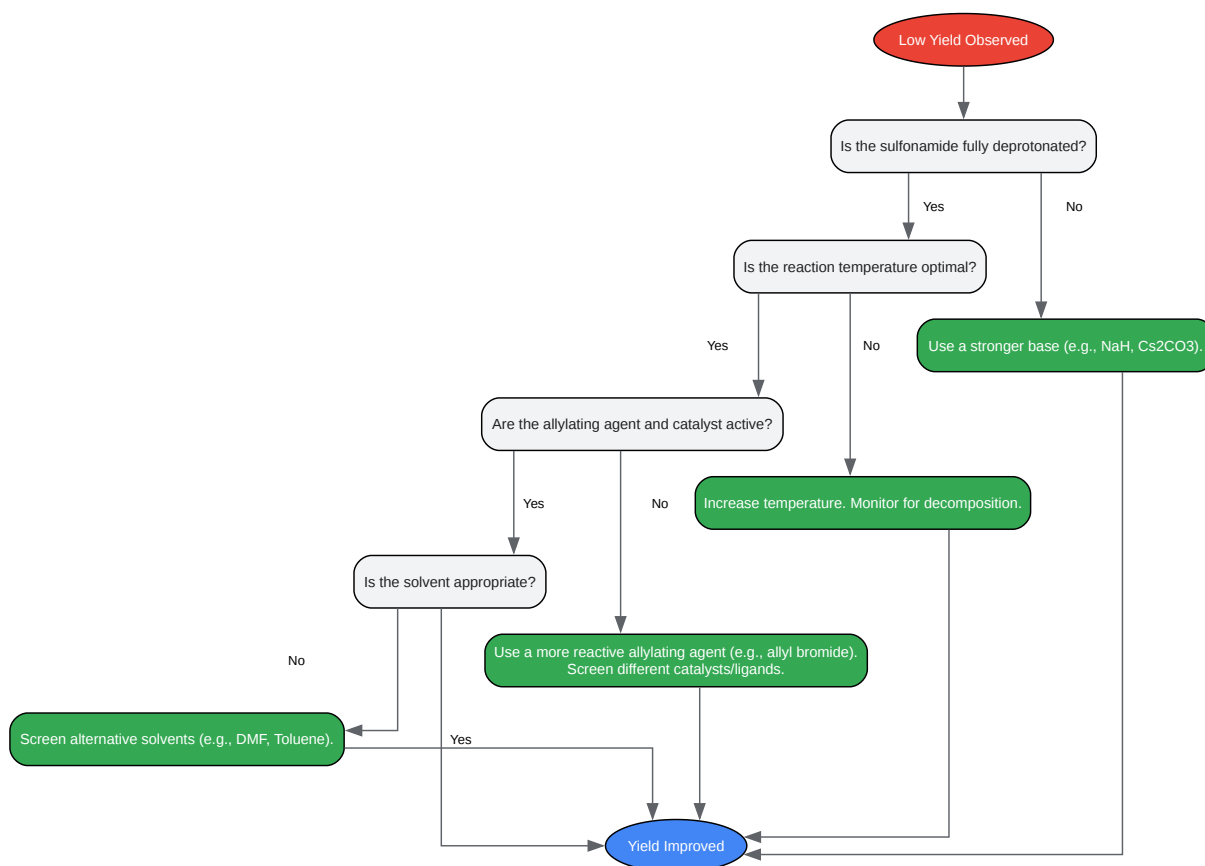 Low Yield Observed
Is the sulfonamide fully deprotonated?
Yes
No
Is the reaction temperature optimal?
Yes
No
Use a stronger base (e.g., NaH, Cs2CO3).
Are the allylating agent and catalyst active?
Yes
No
Increase temperature. Monitor for decomposition.
Is the solvent appropriate?
No
Use a more reactive allylating agent (e.g., allyl bromide).
Screen different catalysts/ligands.
Screen alternative solvents (e.g., DMF, Toluene).
Yes
Yield Improved